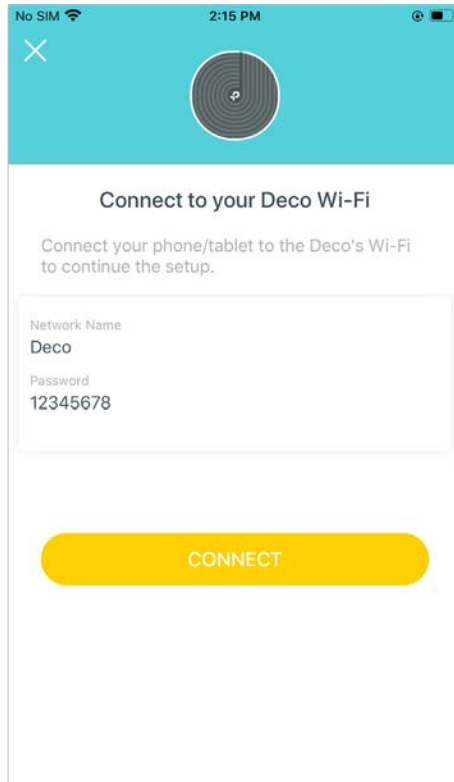 No SIM 2:15 PM
Connect to your Deco Wi-Fi
Connect your phone/tablet to the Deco's Wi-Fi
to continue the setup.
Network Name
Deco
Password
12345678
CONNECT